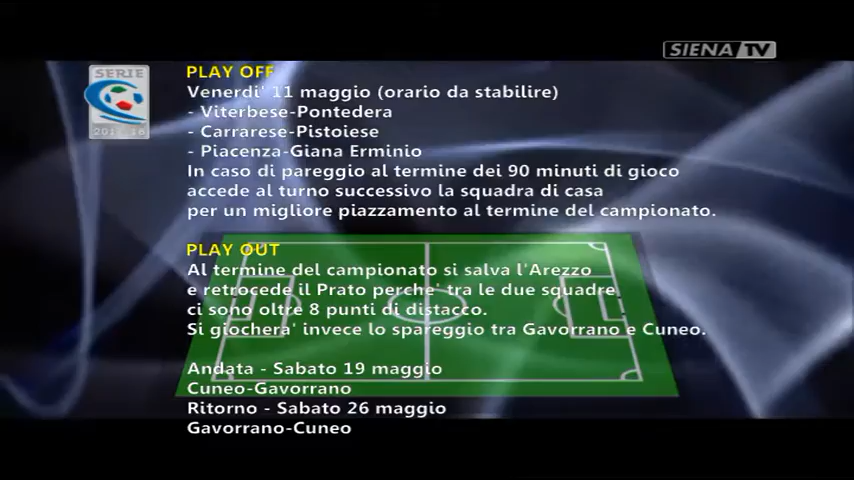 SIENA TV
SERIE
2017-18
PLAY OFF
Venerdi' 11 maggio (orario da stabilire)
- Viterbese-Pontedera
- Carrarese-Pistoiese
- Piacenza-Giana Erminio
In caso di pareggio al termine dei 90 minuti di gioco
accede al turno successivo la squadra di casa
per un migliore piazzamento al termine del campionato.
PLAY OUT
Al termine del campionato si salva l'Arezzo
e retrocede il Prato perche' tra le due squadre
ci sono oltre 8 punti di distacco.
Si giochera' invece lo spareggio tra Gavorrano e Cuneo.
Andata - Sabato 19 maggio
Cuneo-Gavorrano
Ritorno - Sabato 26 maggio
Gavorrano-Cuneo